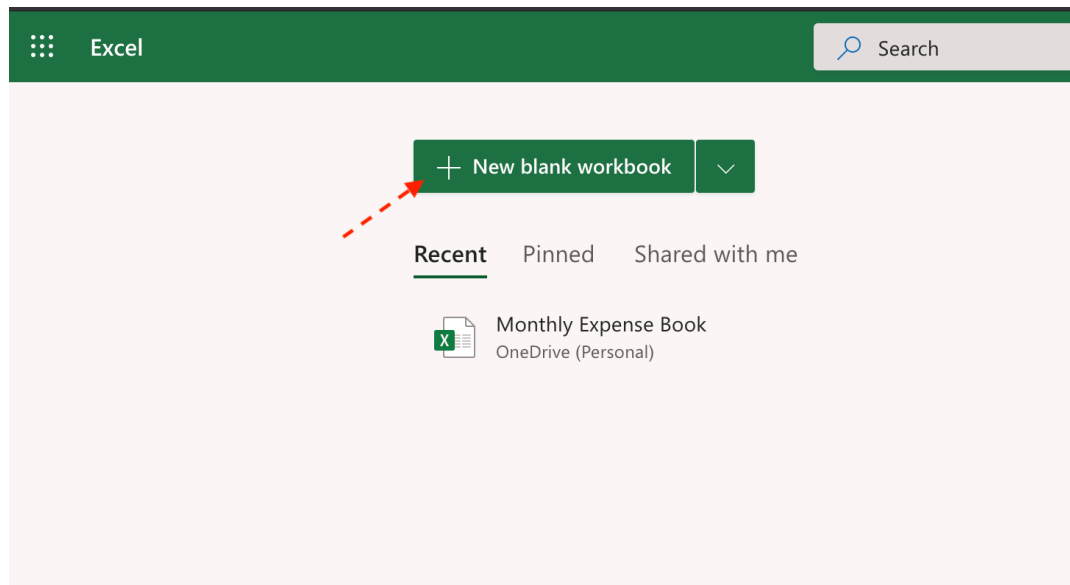 Excel
Search
New blank workbook
Recent Pinned Shared with me
Monthly Expense Book
OneDrive (Personal)